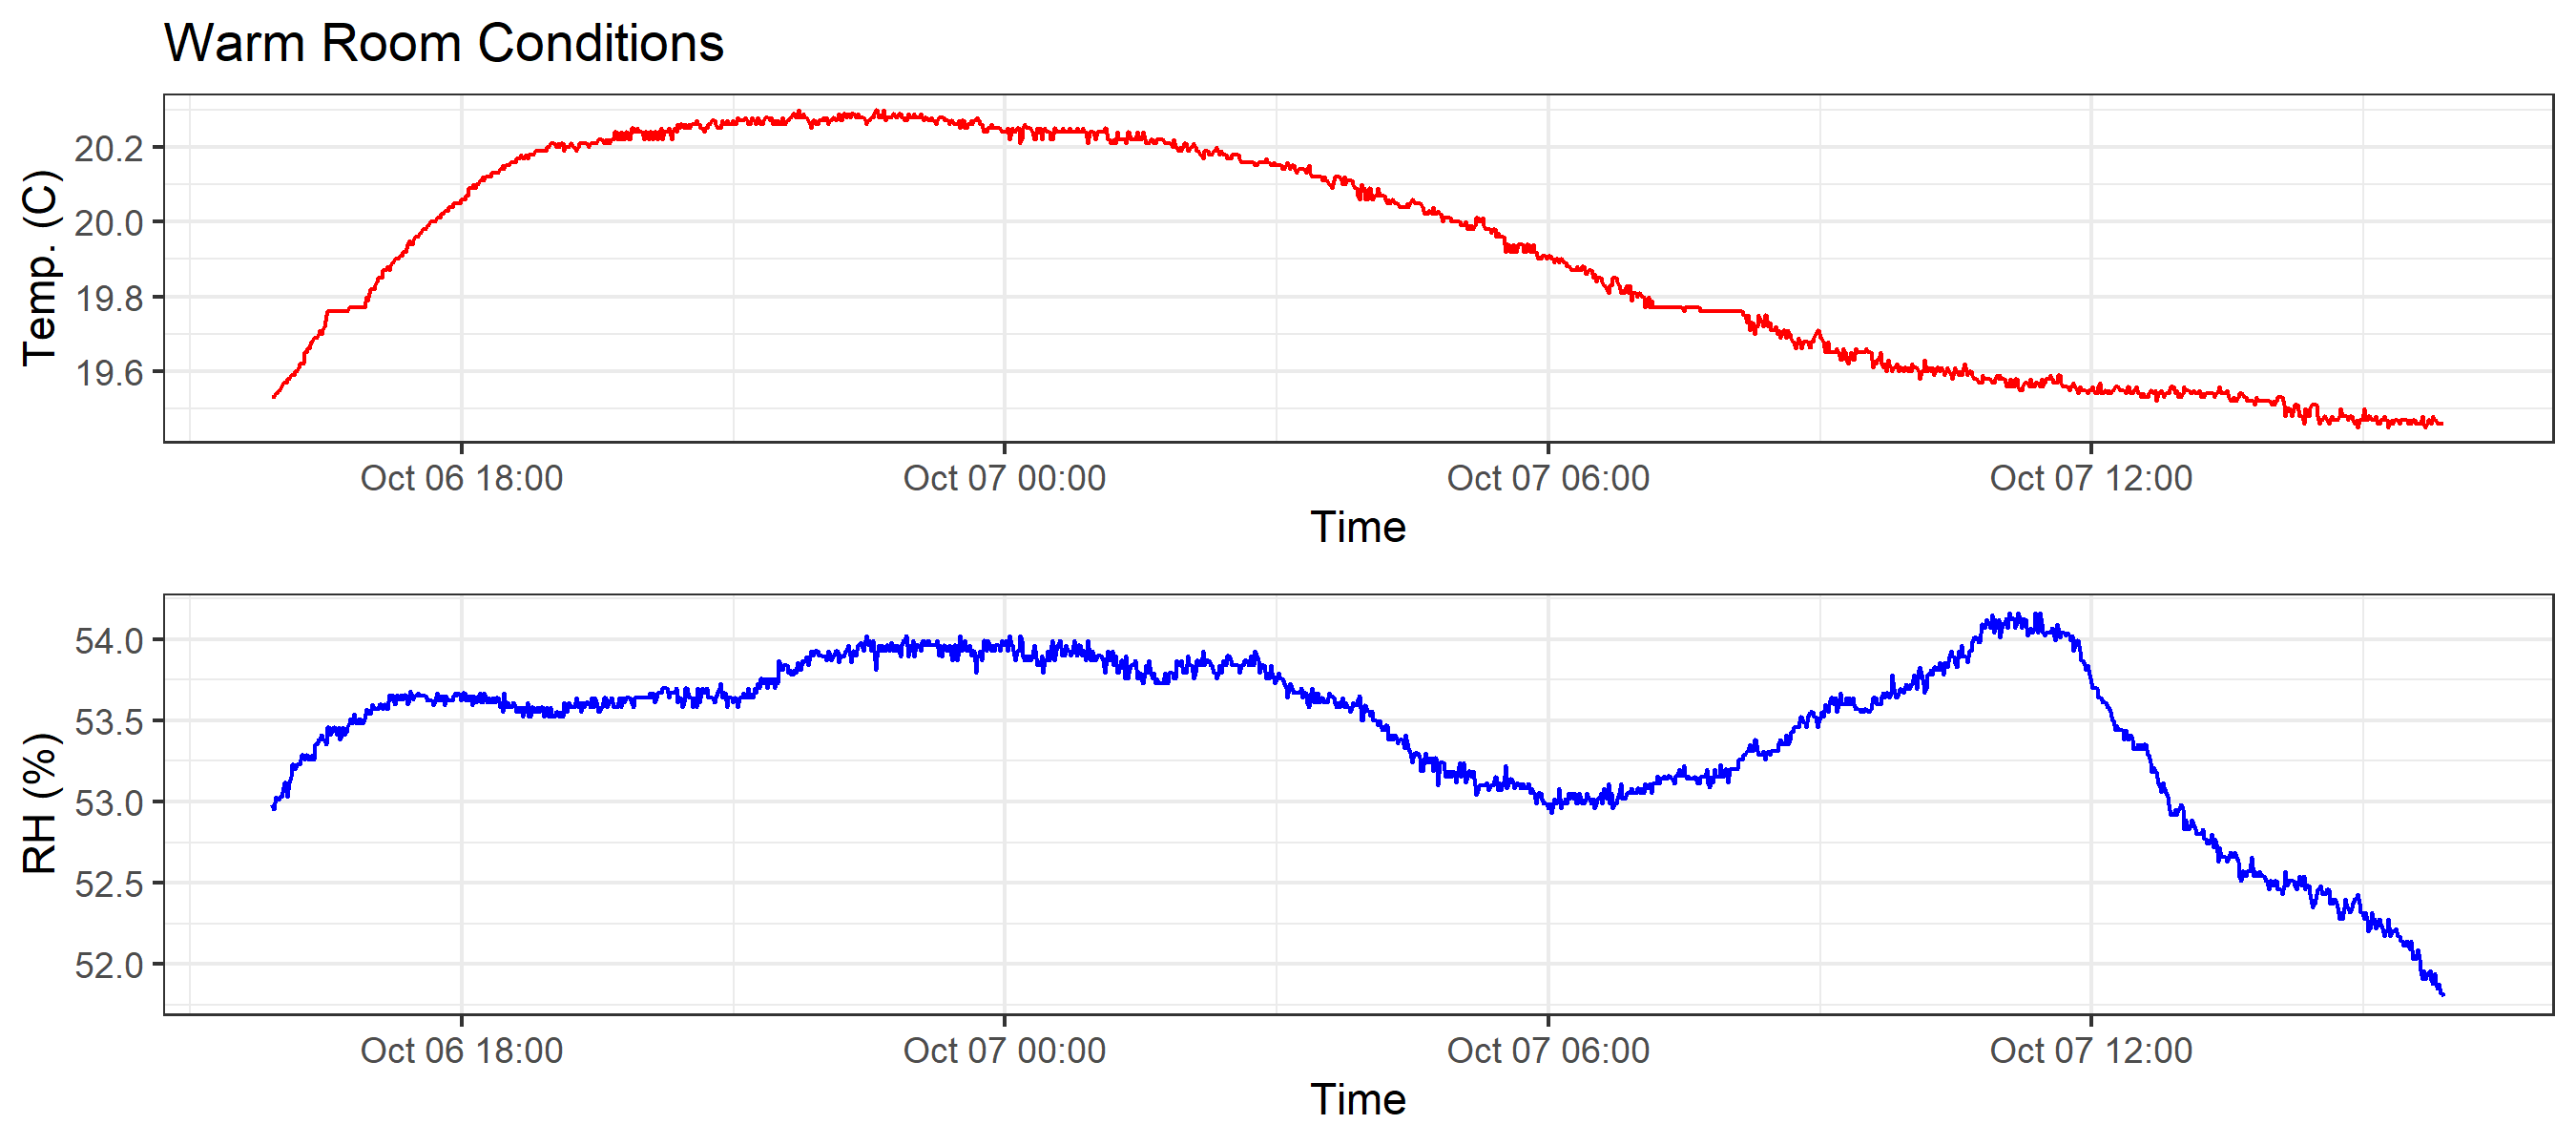 Warm Room Conditions
Temp. (C)
20.2
20.0
19.8
19.6
Oct 06 18:00 Oct 07 00:00 Oct 07 06:00 Oct 07 12:00
Time
RH (%)
54.0
53.5
53.0
52.5
52.0
Oct 06 18:00 Oct 07 00:00 Oct 07 06:00 Oct 07 12:00
Time